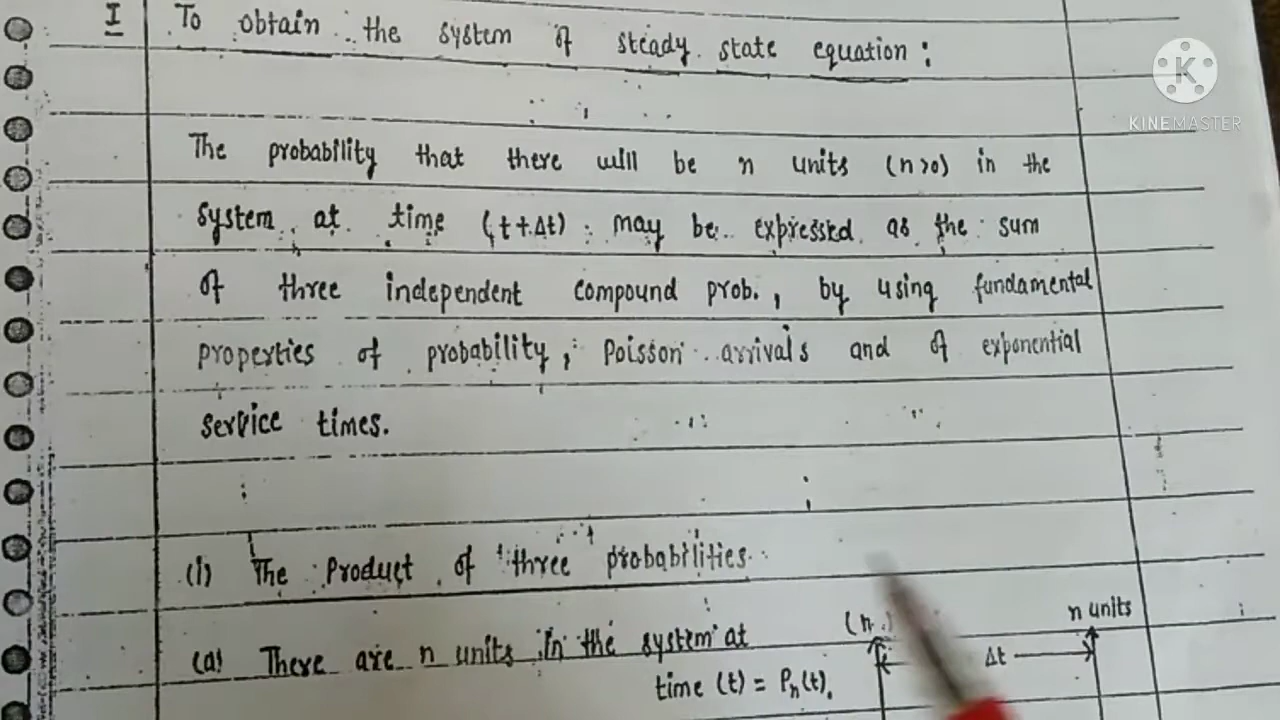 I To obtain the system of steady state equation :
KINEMASTER
The probability that there will be n units (n>0) in the
system at time (t+Δt) may be expressed as the sum
of three independent compound prob., by using fundamental
properties of probability, Poisson arrivals and of exponential
service times.
(i) The Product of three probabilities
(a) There are n units in the system at
time (t) = Pn(t).
(n
Δt
n units